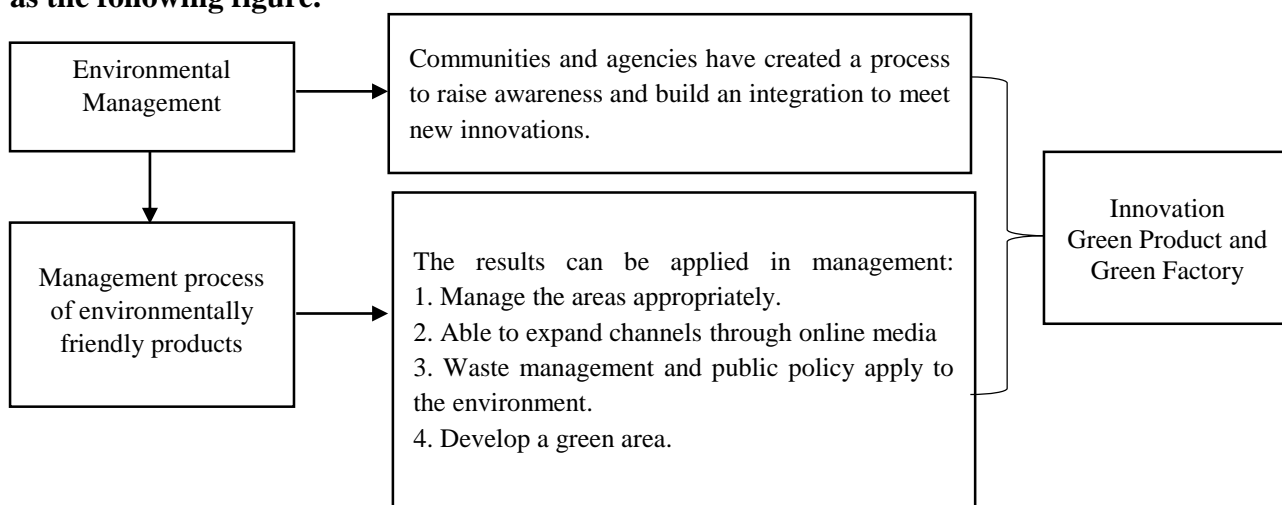 as the following figure.
Environmental
Management
Communities and agencies have created a process
to raise awareness and build an integration to meet
new innovations.
Management process
of environmentally
friendly products
The results can be applied in management:
1. Manage the areas appropriately.
2. Able to expand channels through online media
3. Waste management and public policy apply to
the environment.
4. Develop a green area.
Innovation
Green Product and
Green Factory